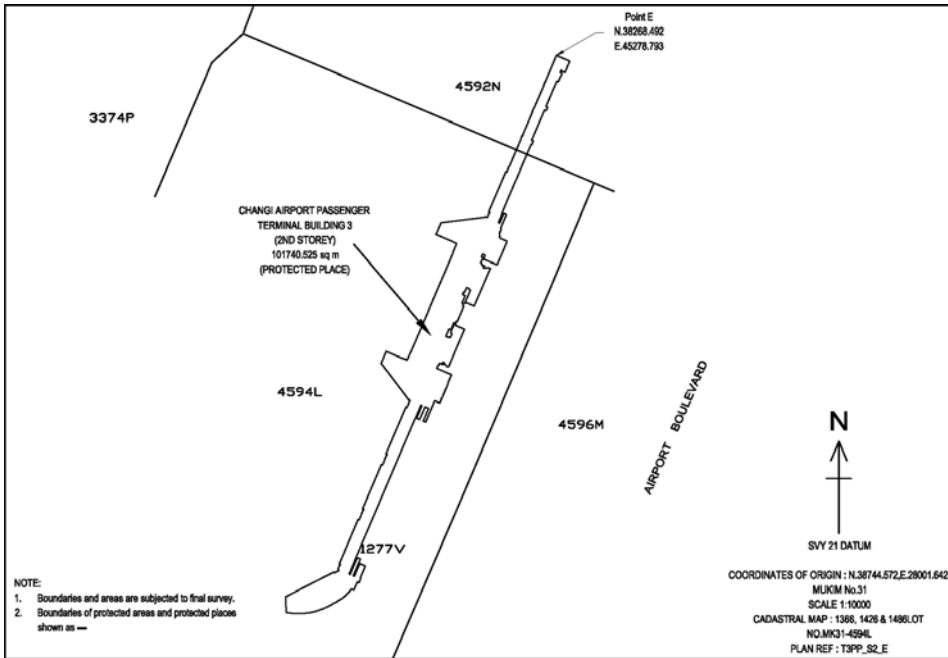 Point E
N.38268.492
E.45278.793
4592N
3374P
CHANGI AIRPORT PASSENGER
TERMINAL BUILDING 3
(2ND STOREY)
101740.525 sq m
(PROTECTED PLACE)
4594L
4596M
AIRPORT BOULEVARD
N
1277V
SVY 21 DATUM
COORDINATES OF ORIGIN : N.38744.572,E.28001.642
MUKIM No.31
SCALE 1:10000
CADASTRAL MAP : 1366, 1426 & 1486LOT
NO.MK31-4594L
PLAN REF : T3PP_S2_E
NOTE:
1. Boundaries and areas are subjected to final survey.
2. Boundaries of protected areas and protected places
shown as —